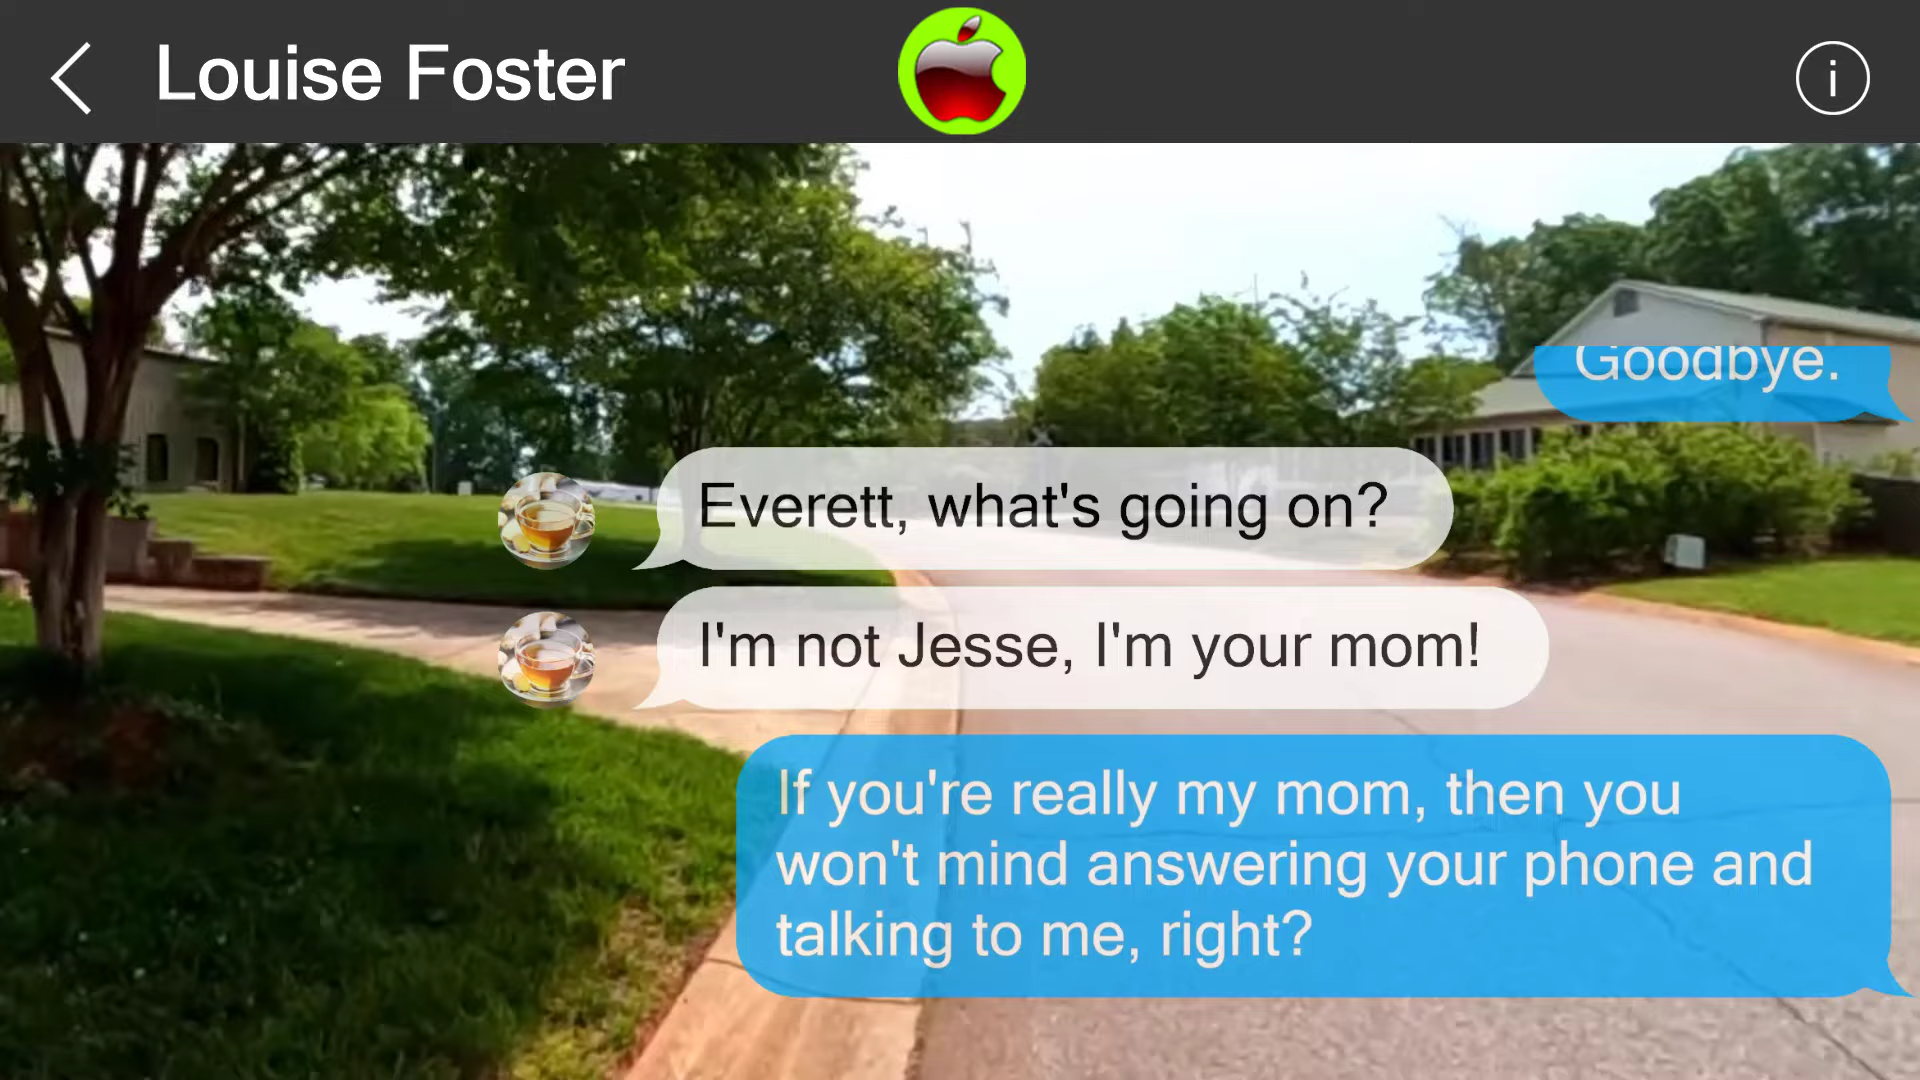 Louise Foster
i
Goodbye.
Everett, what's going on?
I'm not Jesse, I'm your mom!
If you're really my mom, then you
won't mind answering your phone and
talking to me, right?